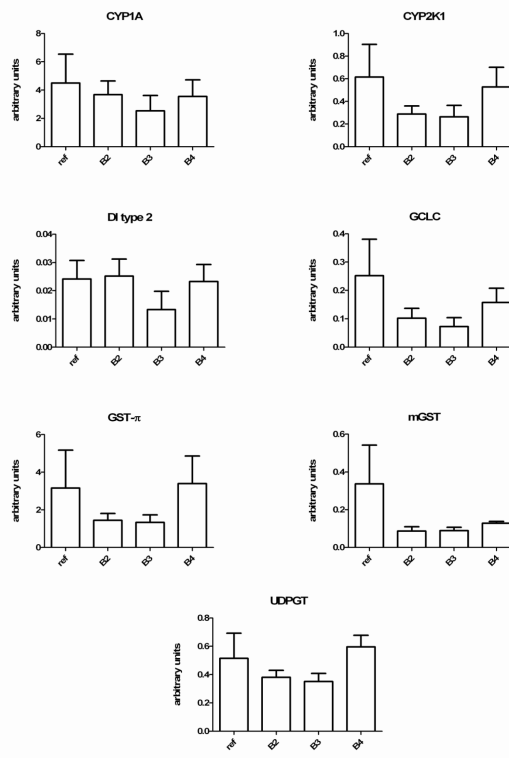 CYP1A
arbitrary units
8
6
4
2
0
ref
B2
B3
B4
CYP2K1
arbitrary units
1.0
0.8
0.6
0.4
0.2
0.0
ref
B2
B3
B4
DI type 2
arbitrary units
0.04
0.03
0.02
0.01
0.00
ref
B2
B3
B4
GCLC
arbitrary units
0.4
0.3
0.2
0.1
0.0
ref
B2
B3
B4
GST-π
arbitrary units
6
4
2
0
ref
B2
B3
B4
mGST
arbitrary units
0.6
0.4
0.2
0.0
ref
B2
B3
B4
UDPGT
arbitrary units
0.8
0.6
0.4
0.2
0.0
ref
B2
B3
B4